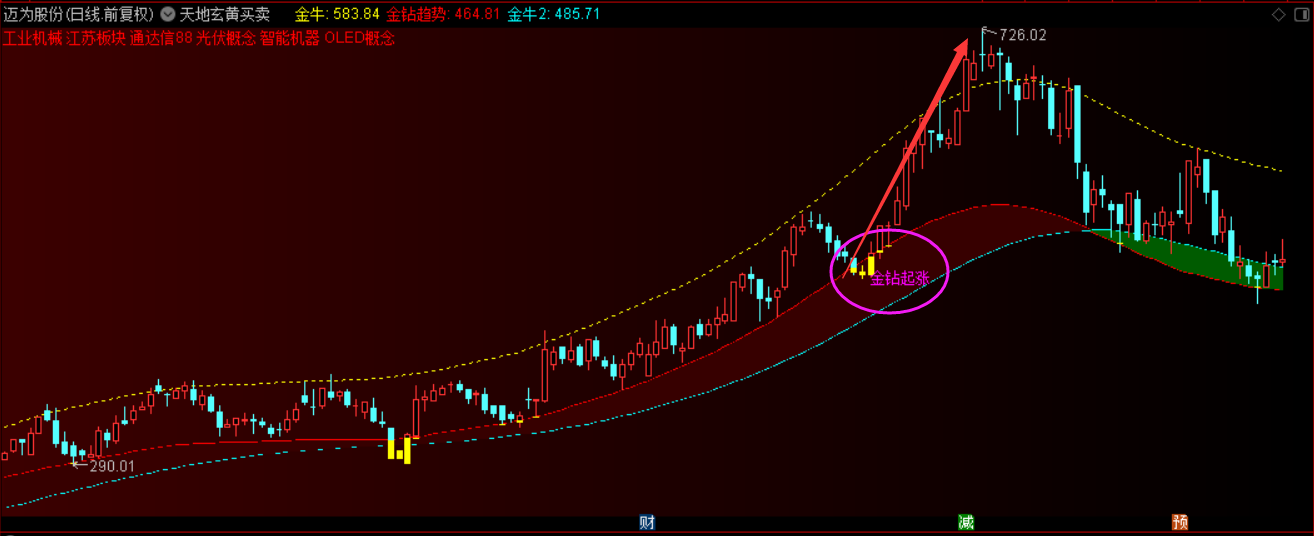 迈为股份(日线.前复权) 天地玄黄买卖 金牛: 583.84 金钻趋势: 464.81 金牛2: 485.71
工业机械 江苏板块 通达信88 光伏概念 智能机器 OLED概念
726.02
金钻起涨
290.01
财 减 预